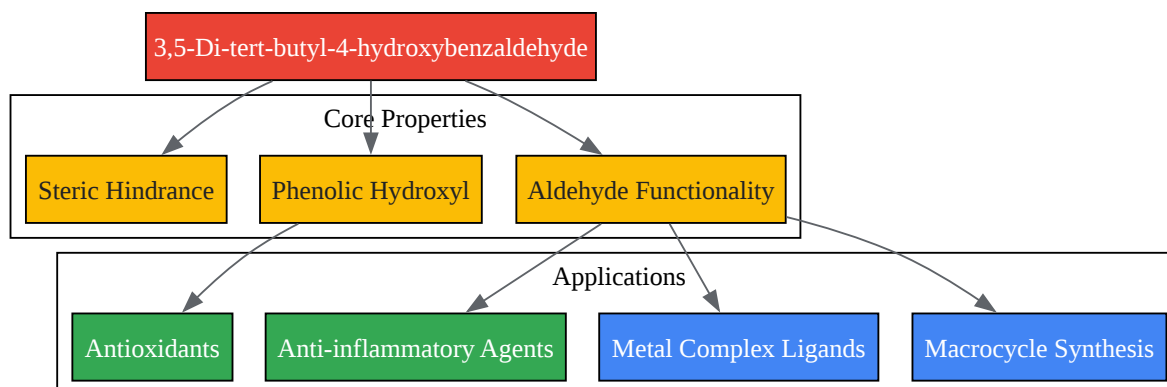 3,5-Di-tert-butyl-4-hydroxybenzaldehyde
Core Properties
Steric Hindrance
Phenolic Hydroxyl
Aldehyde Functionality
Applications
Antioxidants
Anti-inflammatory Agents
Metal Complex Ligands
Macrocycle Synthesis